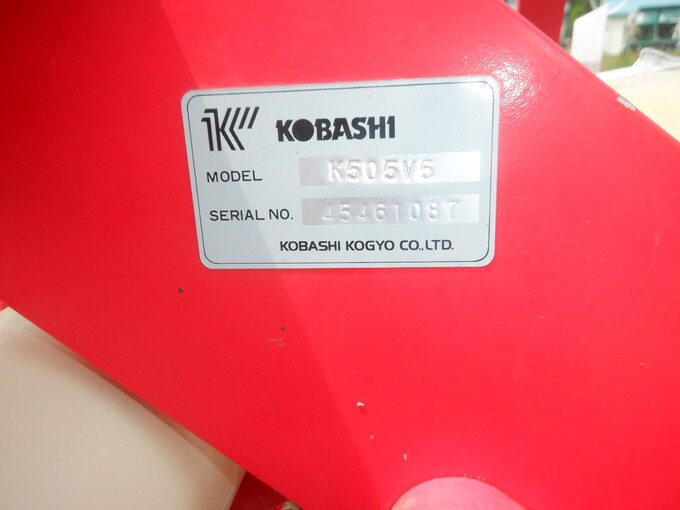 K KOBASHI
MODEL K505V5
SERIAL NO. 45461087
KOBASHI KOGYO CO.,LTD.